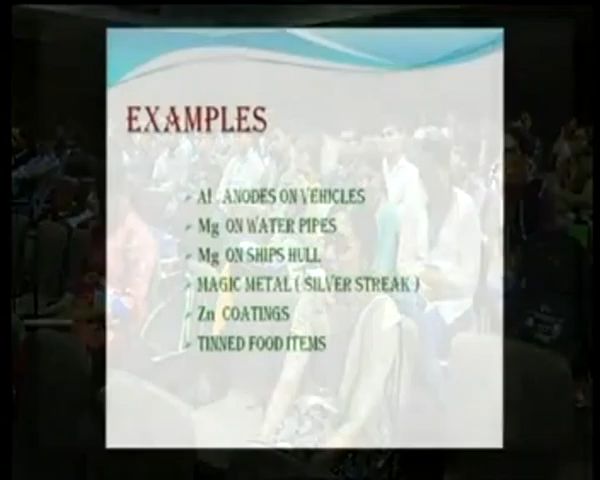 EXAMPLES
Al . ANODES ON VEHICLES
Mg ON WATER PIPES
Mg ON SHIPS HULL
MAGIC METAL ( SILVER STREAK )
Zn COATINGS
TINNED FOOD ITEMS